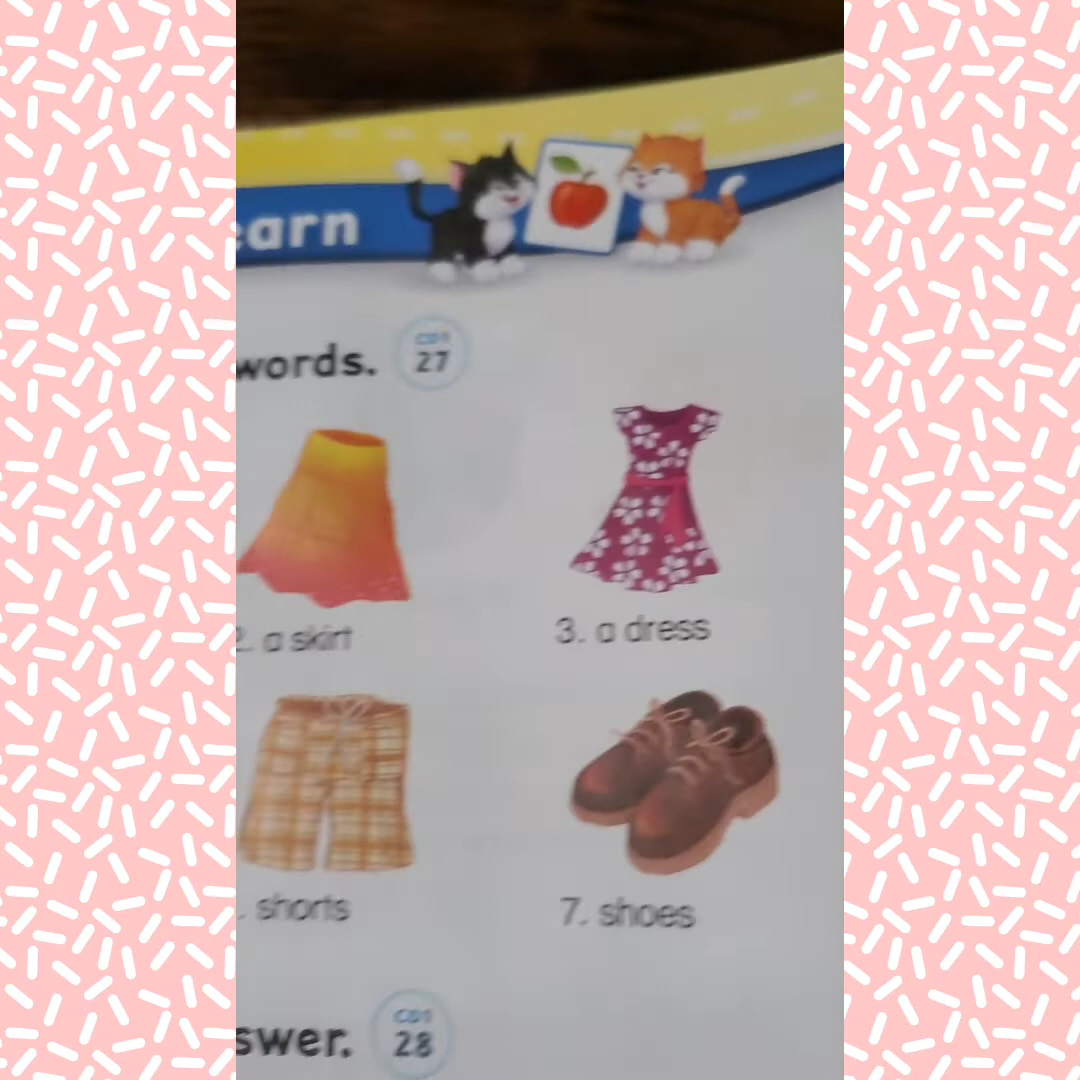 earn
words. CD1 27
2. a skirt 3. a dress
. shorts 7. shoes
swer. CD1 28